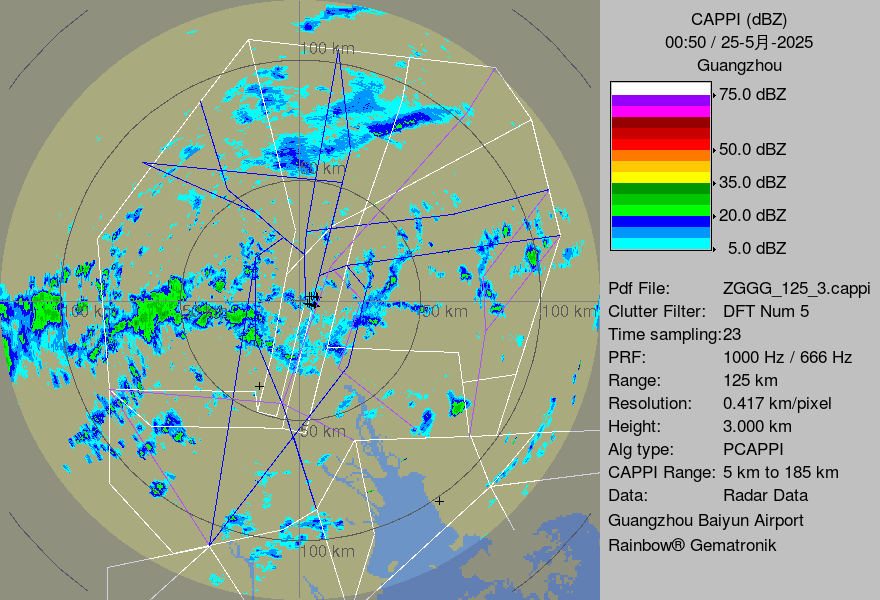 CAPPI (dBZ)
00:50 / 25-5月-2025
Guangzhou
75.0 dBZ
50.0 dBZ
35.0 dBZ
20.0 dBZ
5.0 dBZ
Pdf File: ZGGG_125_3.cappi
Clutter Filter: DFT Num 5
Time sampling:23
PRF: 1000 Hz / 666 Hz
Range: 125 km
Resolution: 0.417 km/pixel
Height: 3.000 km
Alg type: PCAPPI
CAPPI Range: 5 km to 185 km
Data: Radar Data
Guangzhou Baiyun Airport
Rainbow® Gematronik
100 km
km
100 km
50 km
100 km
50 km
100 km